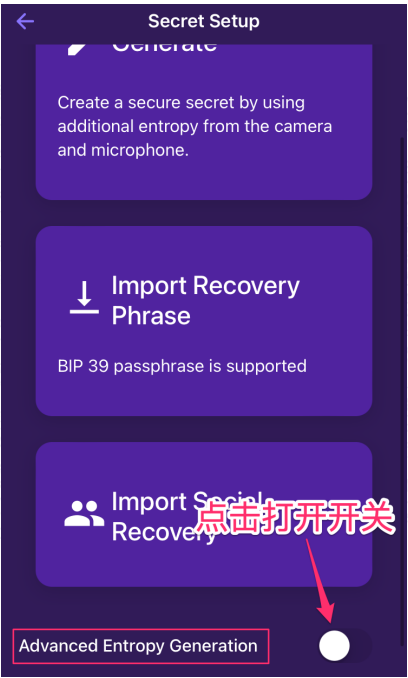 Secret Setup
Generate
Create a secure secret by using
additional entropy from the camera
and microphone.
Import Recovery
Phrase
BIP 39 passphrase is supported
Import Social
Recovery
点击打开开关
Advanced Entropy Generation